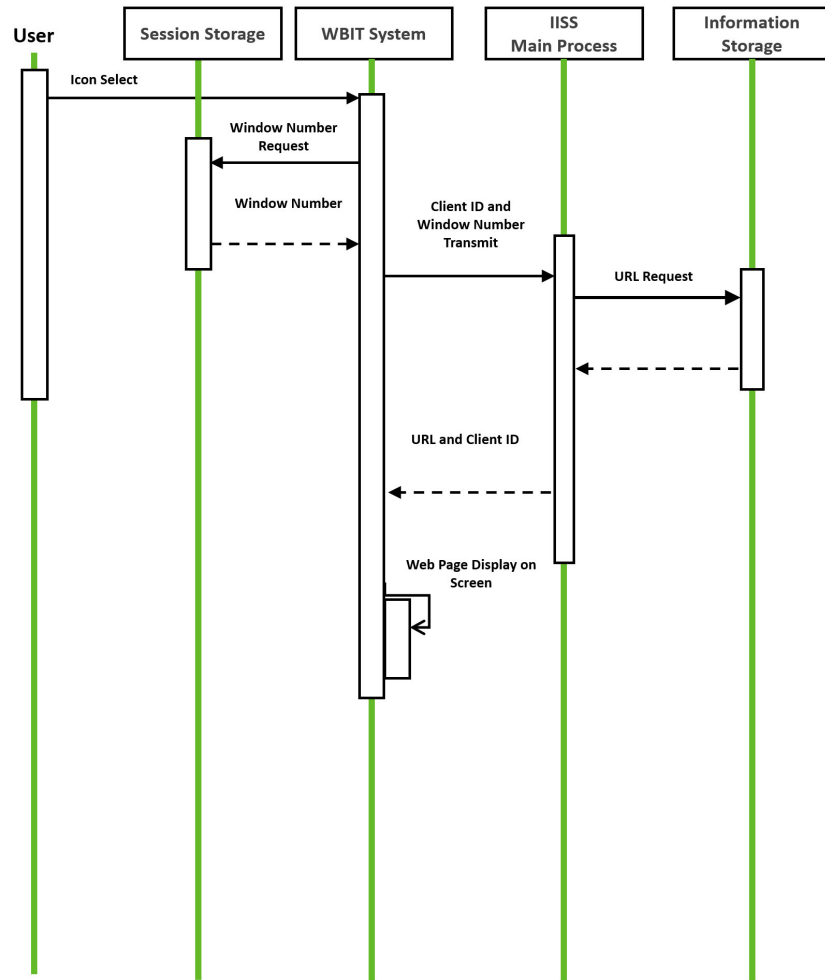 User
Session Storage
WBIT System
IISS
Main Process
Information
Storage
Icon Select
Window Number
Request
Window Number
Client ID and
Window Number
Transmit
URL Request
URL and Client ID
Web Page Display on
Screen